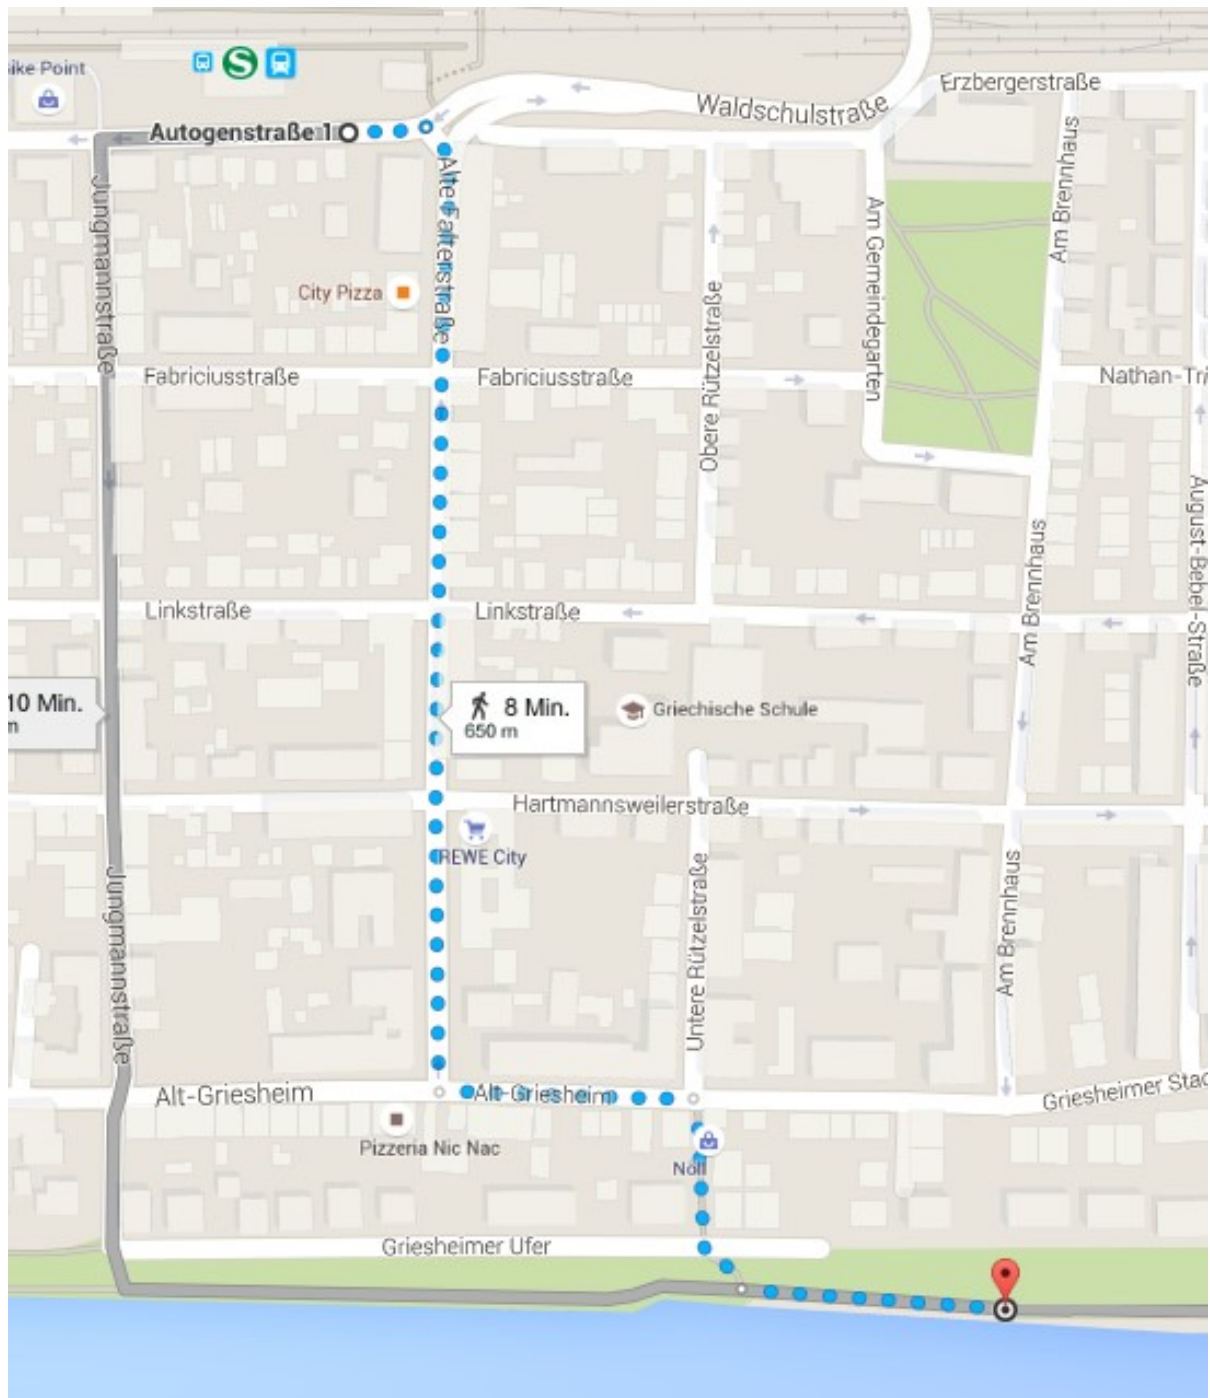 ike Point
S
Erzbergerstraße
Waldschulstraße
Autogenstraße 1
Alte Falterstraße
Am Brennhaus
Jungmannstraße
Am Gemeindegarten
City Pizza
Obere Rützelstraße
Fabriciusstraße
Fabriciusstraße
Nathan-Tri
August-Bebel-Straße
Am Brennhaus
Linkstraße
Linkstraße
10 Min.
m
8 Min.
650 m
Griechische Schule
Hartmannsweilerstraße
REWE City
Jungmannstraße
Untere Rützelstraße
Am Brennhaus
Alt-Griesheim
Alt-Griesheim
Griesheimer Stad
Pizzeria Nic Nac
Noll
Griesheimer Ufer